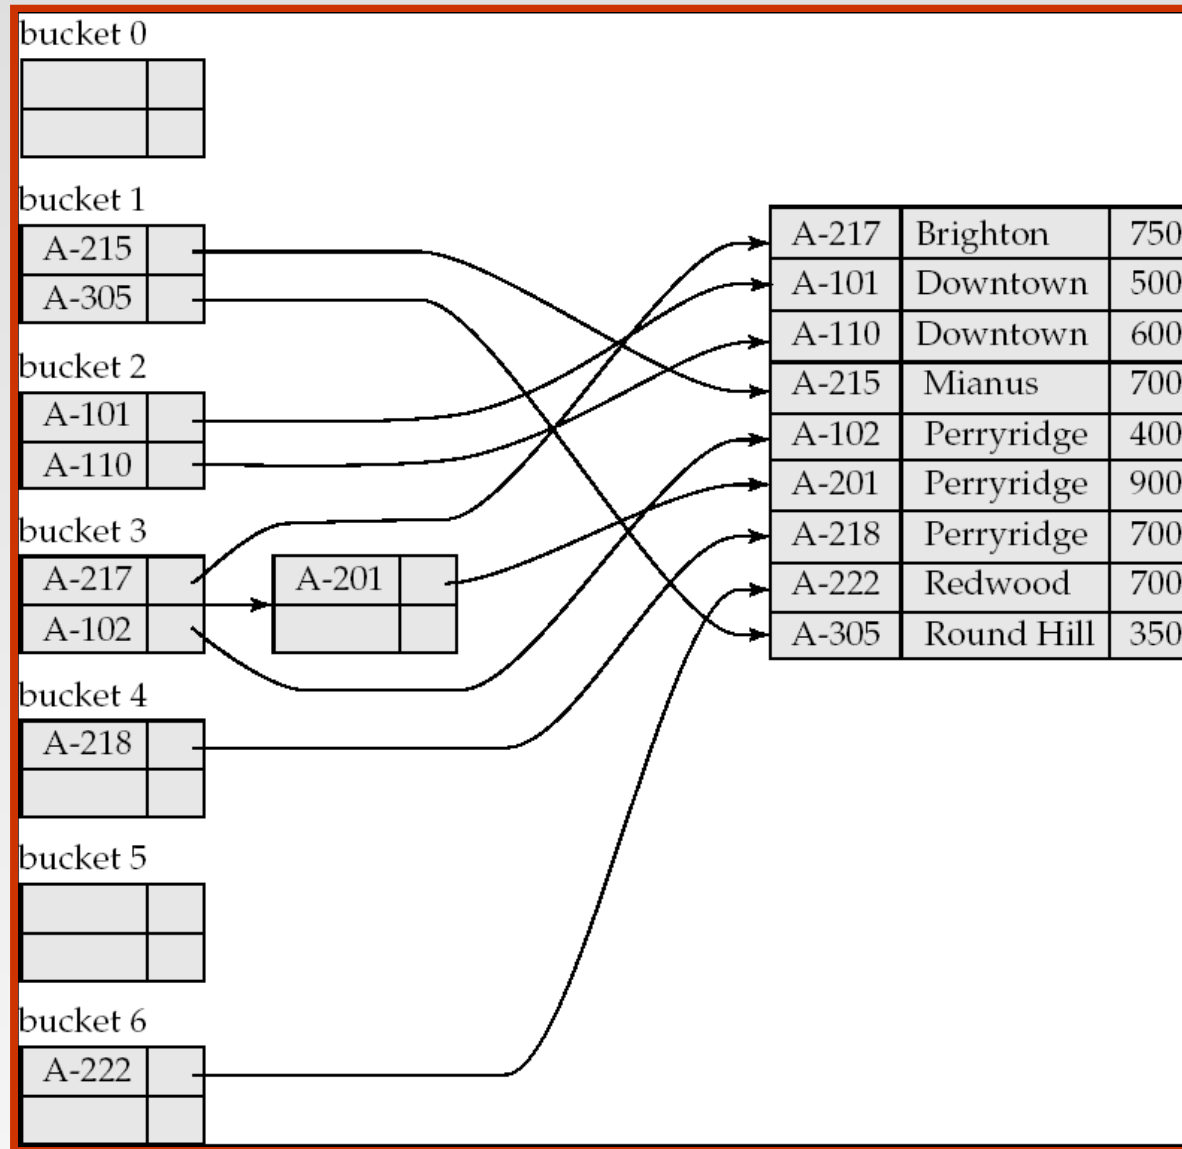 bucket 0
bucket 1
A-215
A-305
bucket 2
A-101
A-110
bucket 3
A-217
A-102
A-201
bucket 4
A-218
bucket 5
bucket 6
A-222
A-217 Brighton 750
A-101 Downtown 500
A-110 Downtown 600
A-215 Mianus 700
A-102 Perryridge 400
A-201 Perryridge 900
A-218 Perryridge 700
A-222 Redwood 700
A-305 Round Hill 350